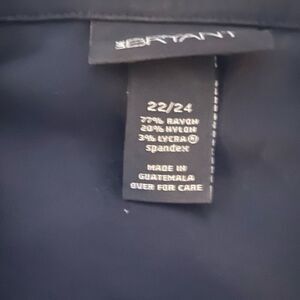 BRYANT
22/24
77% RAYON
20% NYLON
3% LYCRA®
spandex
MADE IN
GUATEMALA
OVER FOR CARE